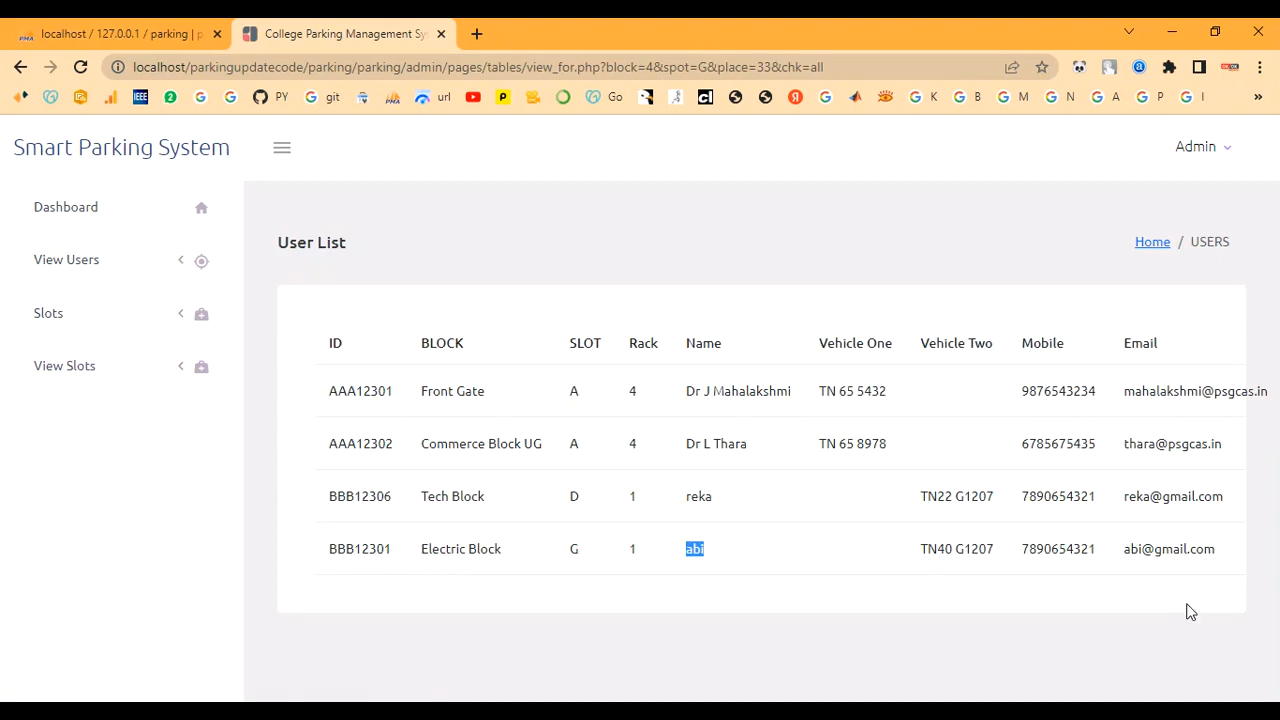 localhost / 127.0.0.1 / parking | p
College Parking Management Sy
localhost/parkingupdatecode/parking/parking/admin/pages/tables/view_for.php?block=4&spot=G&place=33&chk=all
IEEE 2 PY git url Go K B M N A P I »
Smart Parking System
Admin
Dashboard
View Users
Slots
View Slots
User List
Home / USERS
ID BLOCK SLOT Rack Name Vehicle One Vehicle Two Mobile Email
AAA12301 Front Gate A 4 Dr J Mahalakshmi TN 65 5432 9876543234 mahalakshmi@psgcas.in
AAA12302 Commerce Block UG A 4 Dr L Thara TN 65 8978 6785675435 thara@psgcas.in
BBB12306 Tech Block D 1 reka TN22 G1207 7890654321 reka@gmail.com
BBB12301 Electric Block G 1 abi TN40 G1207 7890654321 abi@gmail.com